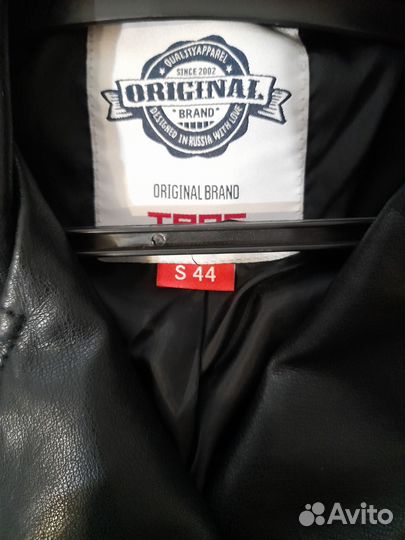 QUALITY APPAREL
SINCE 2002
ORIGINAL
BRAND
DESIGNED IN RUSSIA WITH LOVE
ORIGINAL BRAND
S 44
Avito